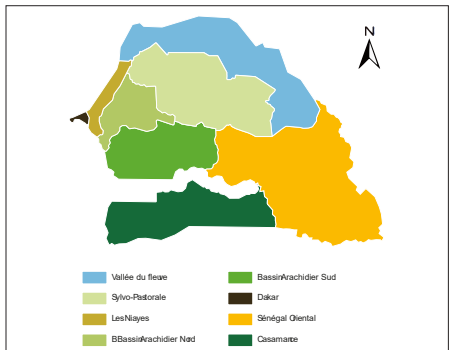 N
Vallée du fleuve
Sylvo-Pastorale
Les Niayes
BBassin Arachidier Nord
Bassin Arachidier Sud
Dakar
Sénégal Oriental
Casamance